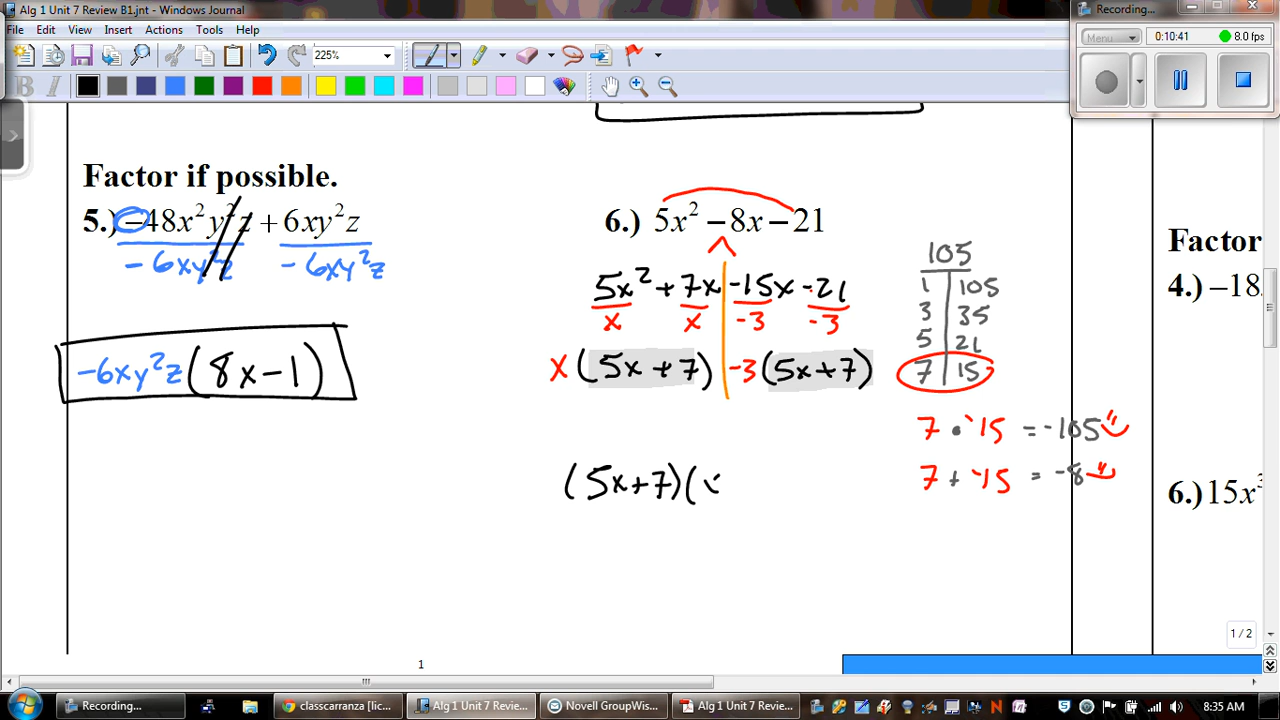 Alg 1 Unit 7 Review B1.jnt - Windows Journal
Recording...
File Edit View Insert Actions Tools Help
Menu
0:10:41
8.0 fps
225%
B I
Factor if possible.
5.) −48x²y²z + 6xy²z
−6xy²z −6xy²z
−6xy²z(8x−1)
6.) 5x² − 8x − 21
5x² + 7x −15x −21
x x −3 −3
x(5x+7) −3(5x+7)
(5x+7)(
105
1 105
3 35
5 21
7 15
7 • -15 = -105
7 + -15 = -8
Factor
4.) −18
6.) 15x³
1 / 2
1
Recording...
classcarranza [lic...
Alg 1 Unit 7 Revie...
Novell GroupWis...
Alg 1 Unit 7 Revie...
8:35 AM